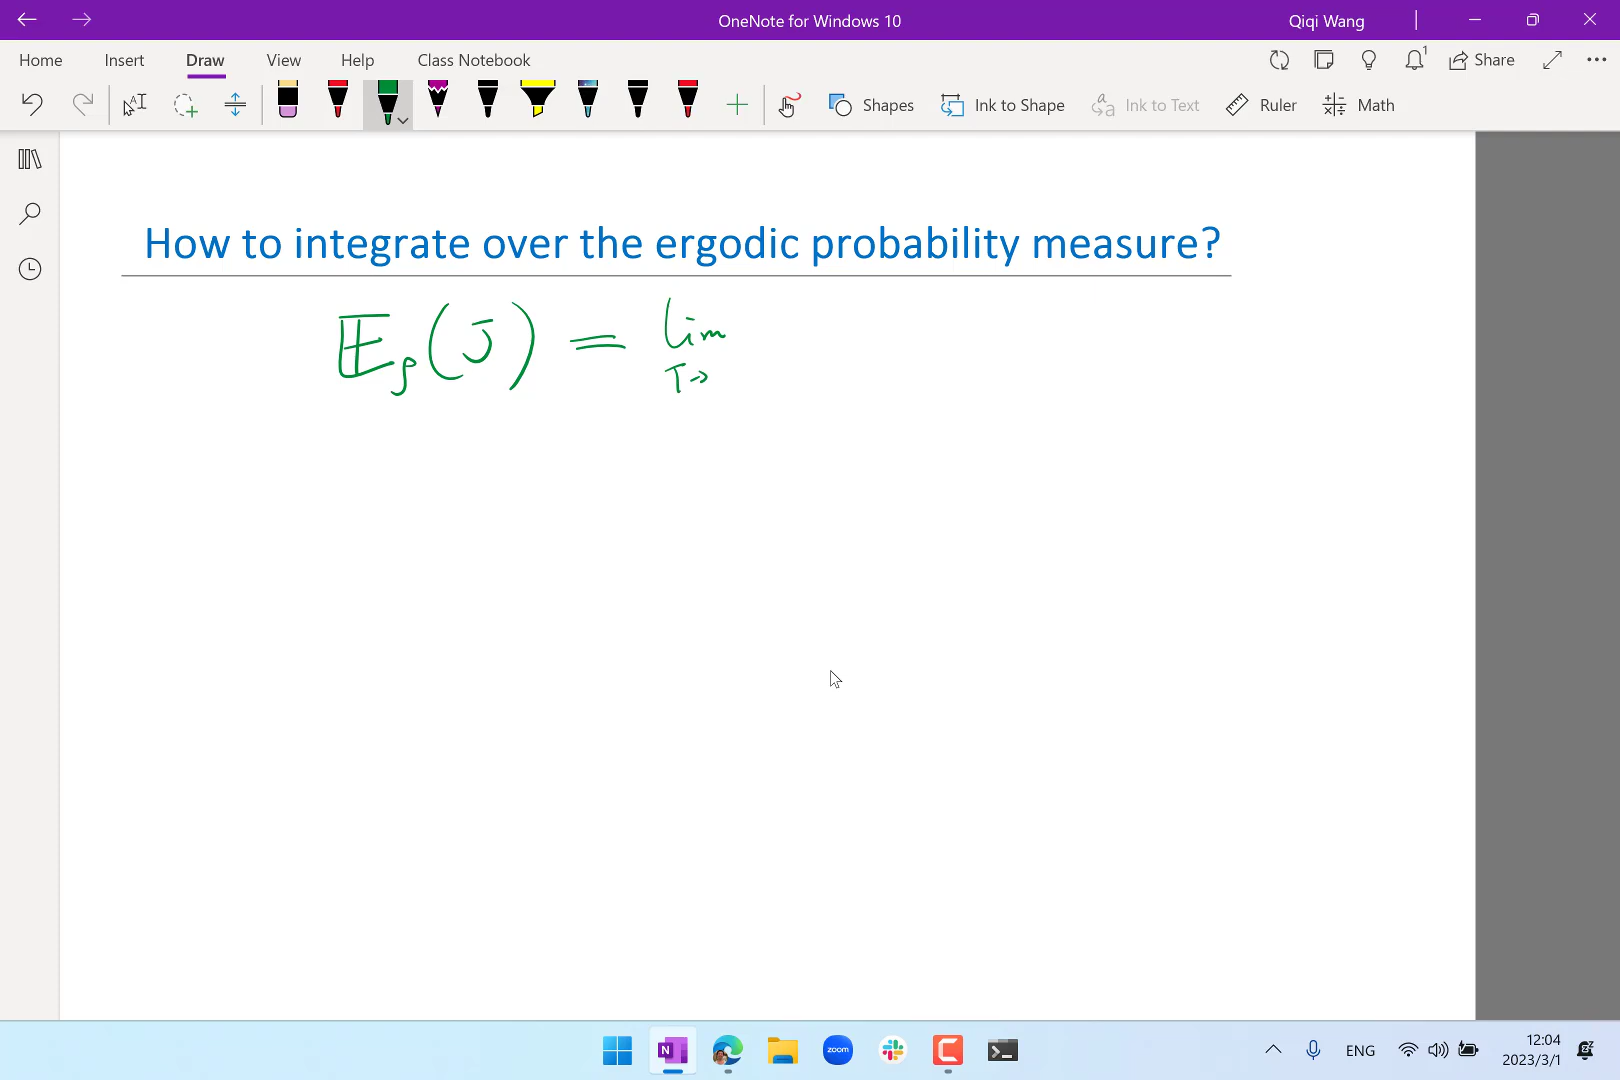 OneNote for Windows 10
Qiqi Wang
Home Insert Draw View Help Class Notebook
1
Share
Shapes Ink to Shape Ink to Text Ruler Math
How to integrate over the ergodic probability measure?
𝔼ρ(J) = lim
T→
zoom
ENG
12:04
2023/3/1